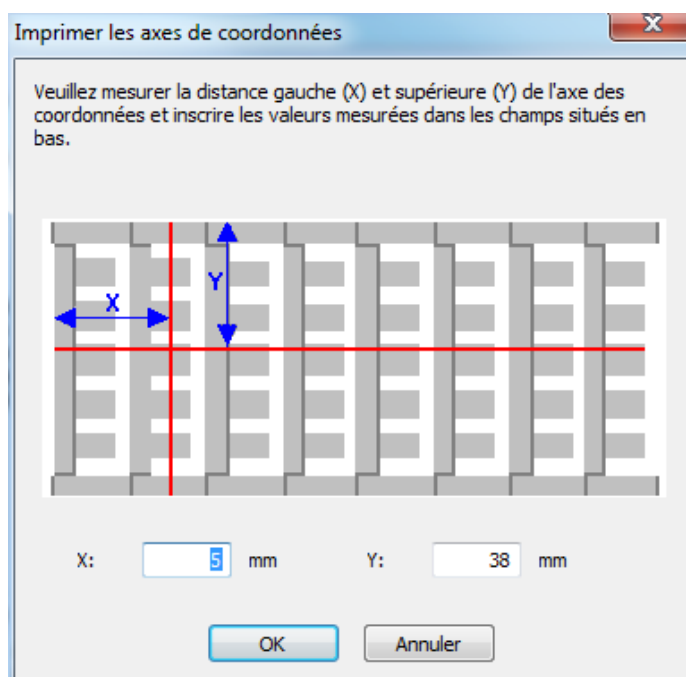 Imprimer les axes de coordonnées
Veuillez mesurer la distance gauche (X) et supérieure (Y) de l'axe des
coordonnées et inscrire les valeurs mesurées dans les champs situés en
bas.
Y
X
X: 5 mm Y: 38 mm
OK Annuler